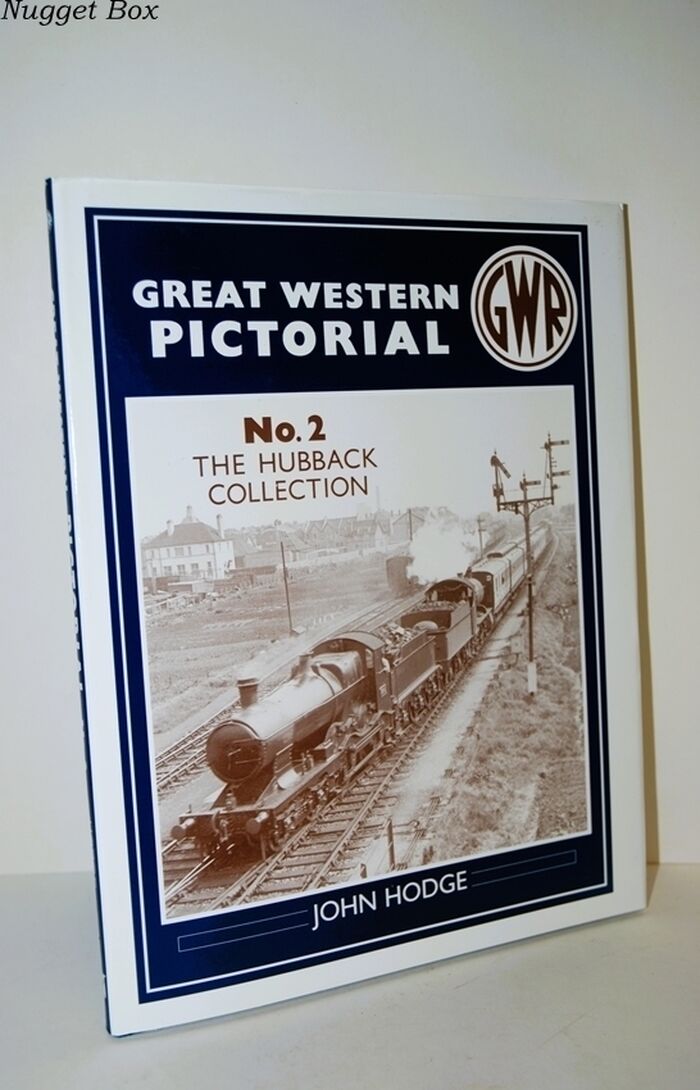 Nugget Box
GREAT WESTERN
PICTORIAL
GWR
No. 2
THE HUBBACK
COLLECTION
JOHN HODGE